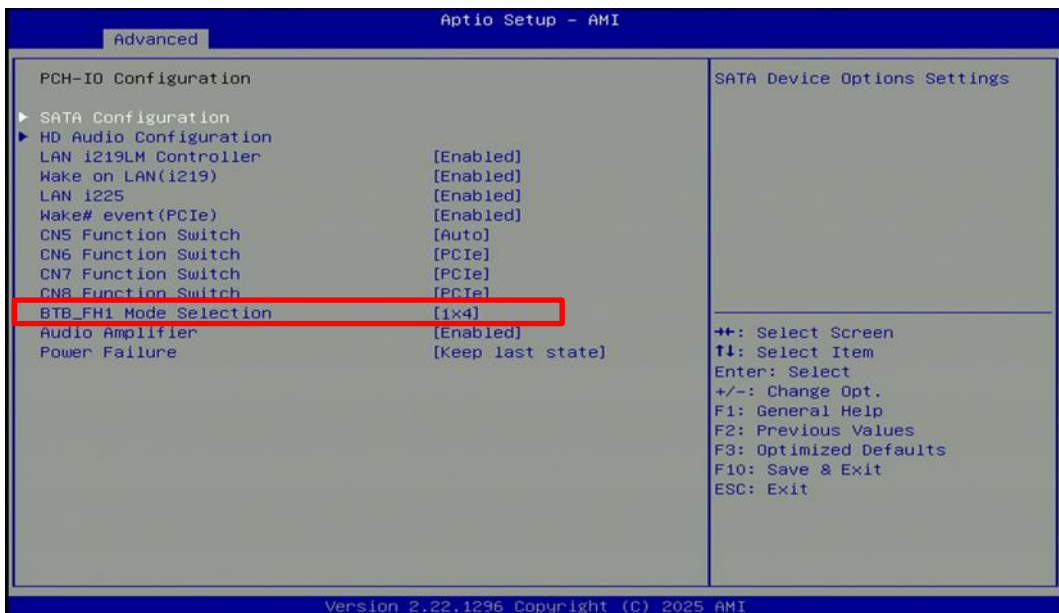 Aptio Setup - AMI
Advanced
PCH-IO Configuration
SATA Configuration
HD Audio Configuration
LAN i219LM Controller [Enabled]
Wake on LAN(i219) [Enabled]
LAN i225 [Enabled]
Wake# event(PCIe) [Enabled]
CN5 Function Switch [Auto]
CN6 Function Switch [PCIe]
CN7 Function Switch [PCIe]
CN8 Function Switch [PCIe]
BTB_FH1 Mode Selection [1x4]
Audio Amplifier [Enabled]
Power Failure [Keep last state]
SATA Device Options Settings
→←: Select Screen
↑↓: Select Item
Enter: Select
+/-: Change Opt.
F1: General Help
F2: Previous Values
F3: Optimized Defaults
F10: Save & Exit
ESC: Exit
Version 2.22.1296 Copyright (C) 2025 AMI